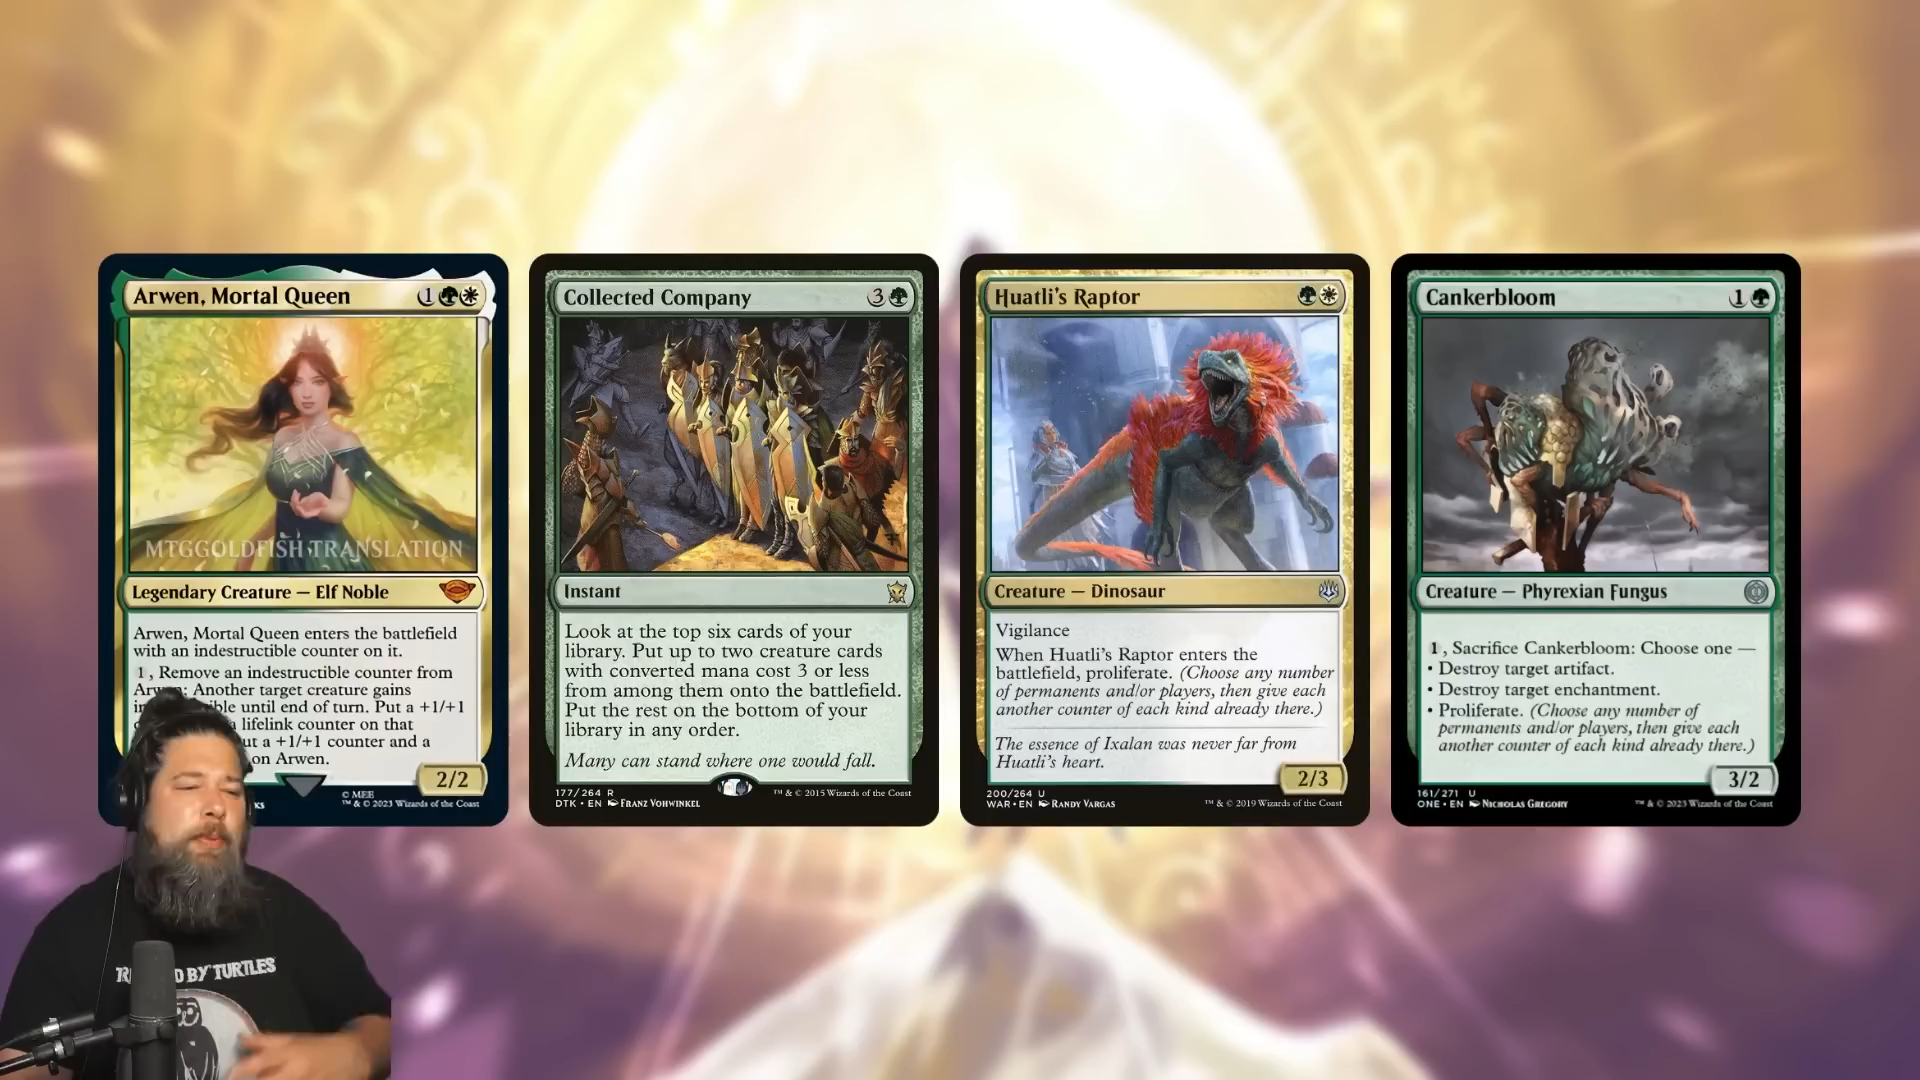 Arwen, Mortal Queen 1
MTGGOLDFISH TRANSLATION
Legendary Creature — Elf Noble
Arwen, Mortal Queen enters the battlefield
with an indestructible counter on it.
1, Remove an indestructible counter from
Another target creature gains
until end of turn. Put a +1/+1
a lifelink counter on that
a +1/+1 counter and a
on Arwen.
2/2
© MEE
™ & © 2023 Wizards of the Coast
Collected Company 3
Instant
Look at the top six cards of your
library. Put up to two creature cards
with converted mana cost 3 or less
from among them onto the battlefield.
Put the rest on the bottom of your
library in any order.
Many can stand where one would fall.
177/264 R
DTK • EN Franz Vohwinkel
™ & © 2015 Wizards of the Coast
Huatli's Raptor
Creature — Dinosaur
Vigilance
When Huatli's Raptor enters the
battlefield, proliferate. (Choose any number
of permanents and/or players, then give each
another counter of each kind already there.)
The essence of Ixalan was never far from
Huatli's heart.
2/3
200/264 U
WAR • EN Randy Vargas
™ & © 2019 Wizards of the Coast
Cankerbloom 1
Creature — Phyrexian Fungus
1, Sacrifice Cankerbloom: Choose one —
• Destroy target artifact.
• Destroy target enchantment.
• Proliferate. (Choose any number of
permanents and/or players, then give each
another counter of each kind already there.)
3/2
161/271 U
ONE • EN Nicholas Gregory
™ & © 2023 Wizards of the Coast
BY TURTLES